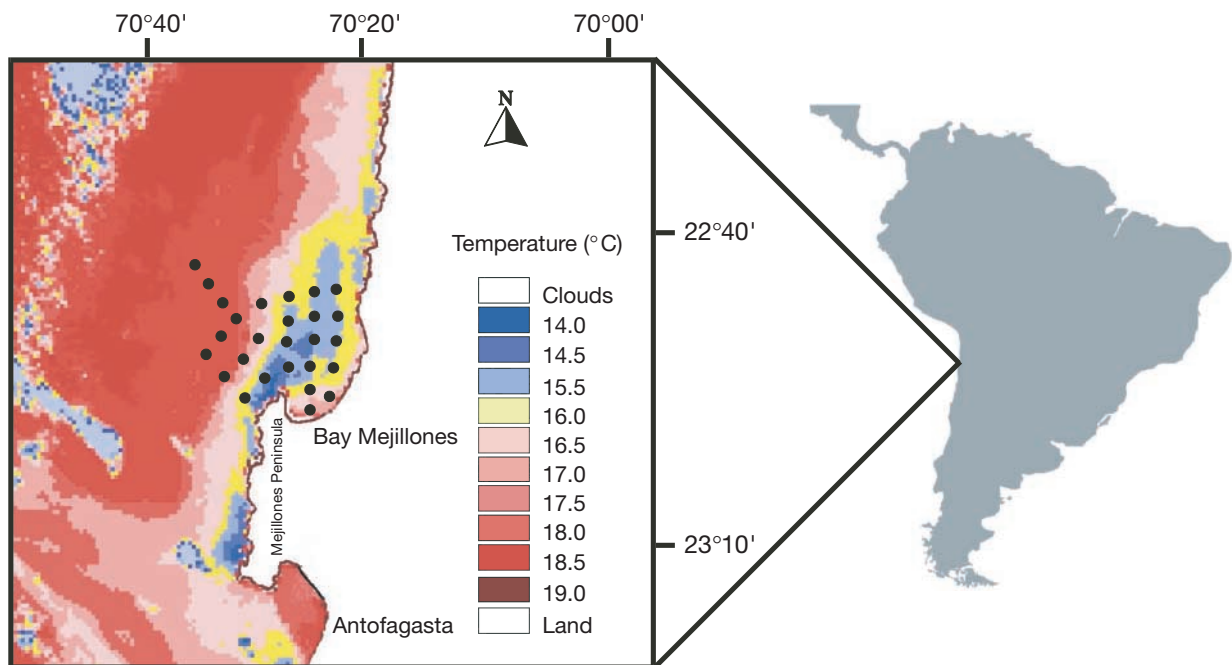 70°40' 70°20' 70°00'
N
22°40'
Temperature (°C)
Clouds
14.0
14.5
15.5
16.0
16.5
17.0
17.5
18.0
18.5
19.0
Land
Bay Mejillones
Mejillones Peninsula
23°10'
Antofagasta